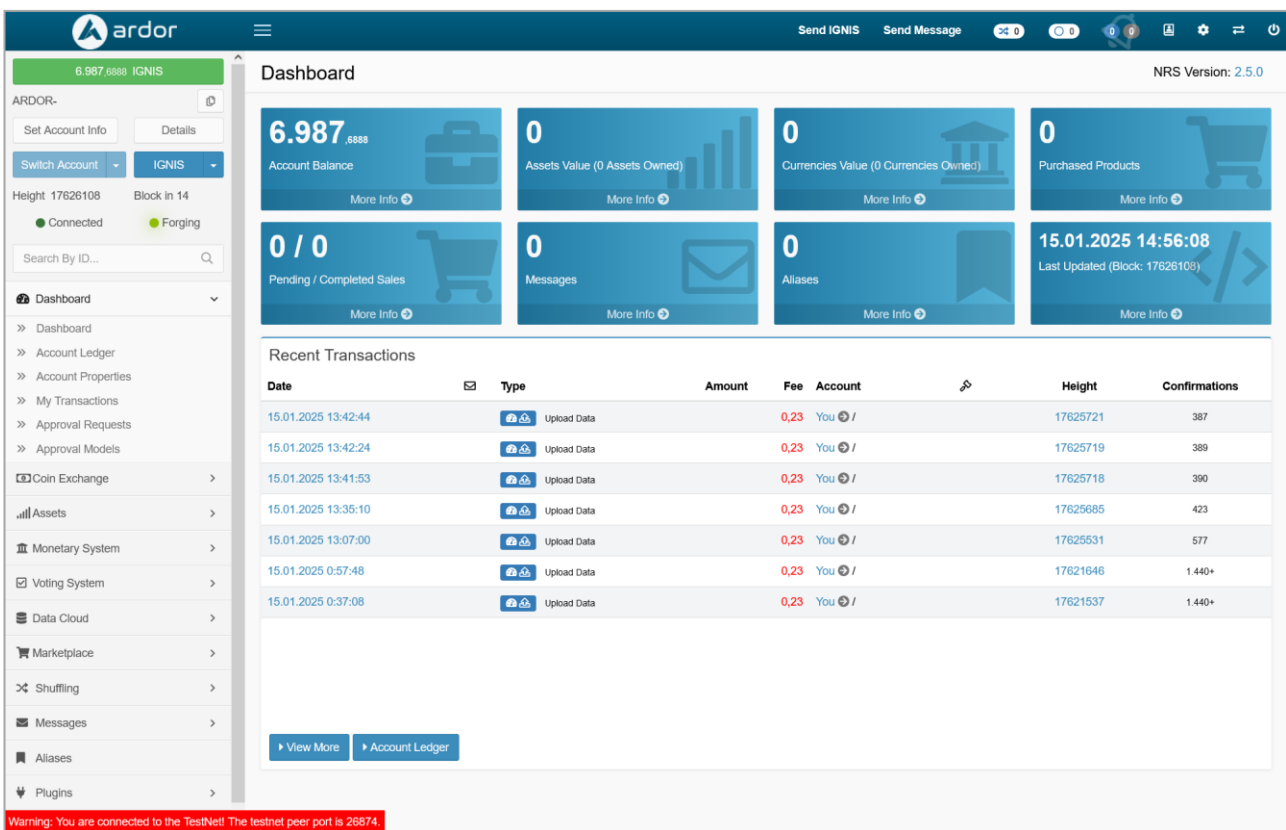 ardor
Send IGNIS Send Message 0 0 0 0
6.987,6888 IGNIS
ARDOR-
Set Account Info Details
Switch Account IGNIS
Height 17626108 Block in 14
Connected Forging
Search By ID...
Dashboard
Dashboard
Account Ledger
Account Properties
My Transactions
Approval Requests
Approval Models
Coin Exchange
Assets
Monetary System
Voting System
Data Cloud
Marketplace
Shuffling
Messages
Aliases
Plugins
Warning: You are connected to the TestNet! The testnet peer port is 26874.
Dashboard NRS Version: 2.5.0
6.987,6888
Account Balance
More Info
0
Assets Value (0 Assets Owned)
More Info
0
Currencies Value (0 Currencies Owned)
More Info
0
Purchased Products
More Info
0 / 0
Pending / Completed Sales
More Info
0
Messages
More Info
0
Aliases
More Info
15.01.2025 14:56:08
Last Updated (Block: 17626108)
More Info
Recent Transactions
Date Type Amount Fee Account Height Confirmations
15.01.2025 13:42:44 Upload Data 0,23 You / 17625721 387
15.01.2025 13:42:24 Upload Data 0,23 You / 17625719 389
15.01.2025 13:41:53 Upload Data 0,23 You / 17625718 390
15.01.2025 13:35:10 Upload Data 0,23 You / 17625685 423
15.01.2025 13:07:00 Upload Data 0,23 You / 17625531 577
15.01.2025 0:57:48 Upload Data 0,23 You / 17621646 1.440+
15.01.2025 0:37:08 Upload Data 0,23 You / 17621537 1.440+
View More Account Ledger